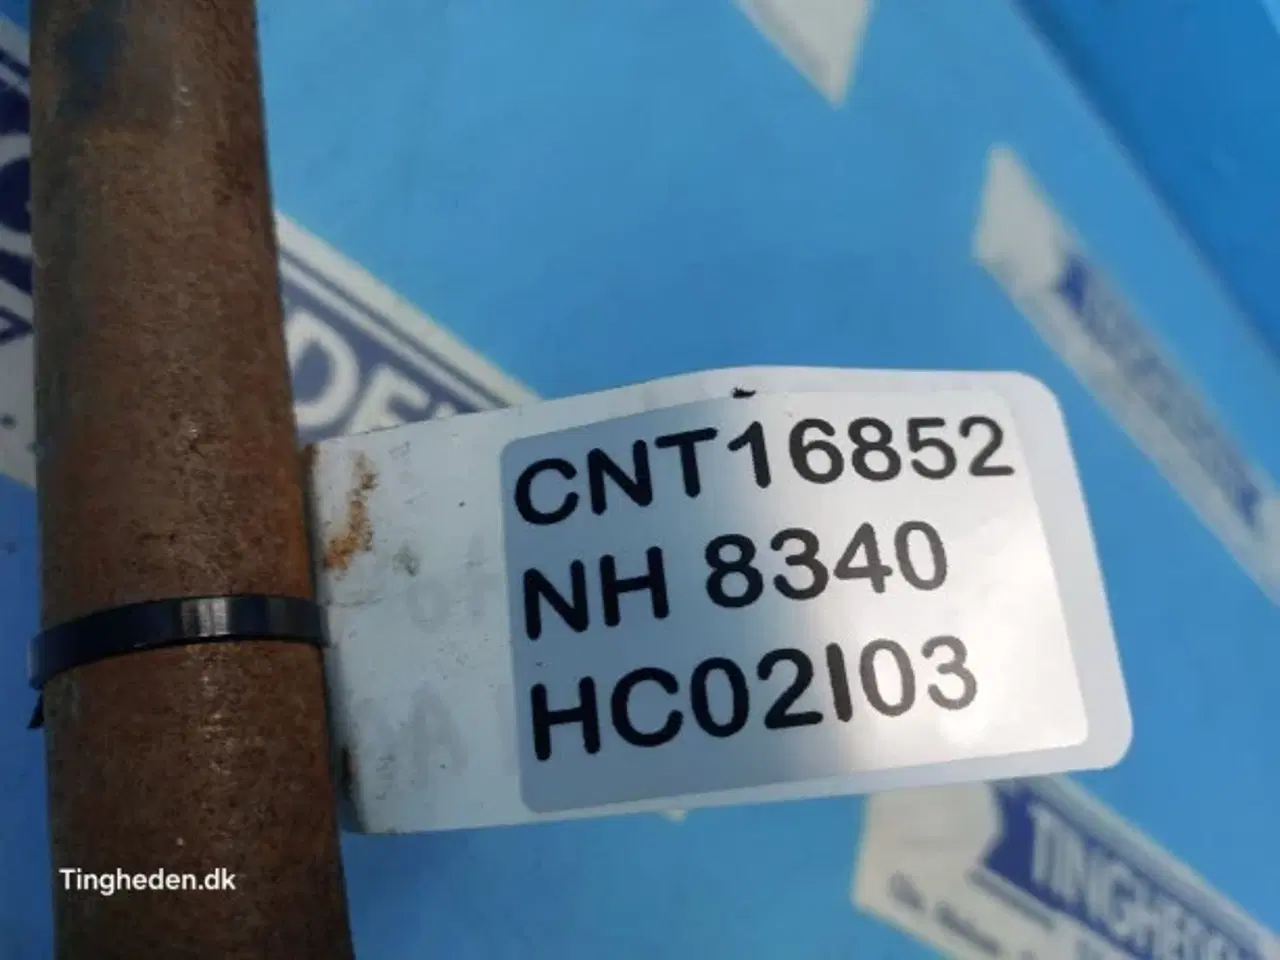 CNT16852
NH 8340
HC02I03
Tingheden.dk